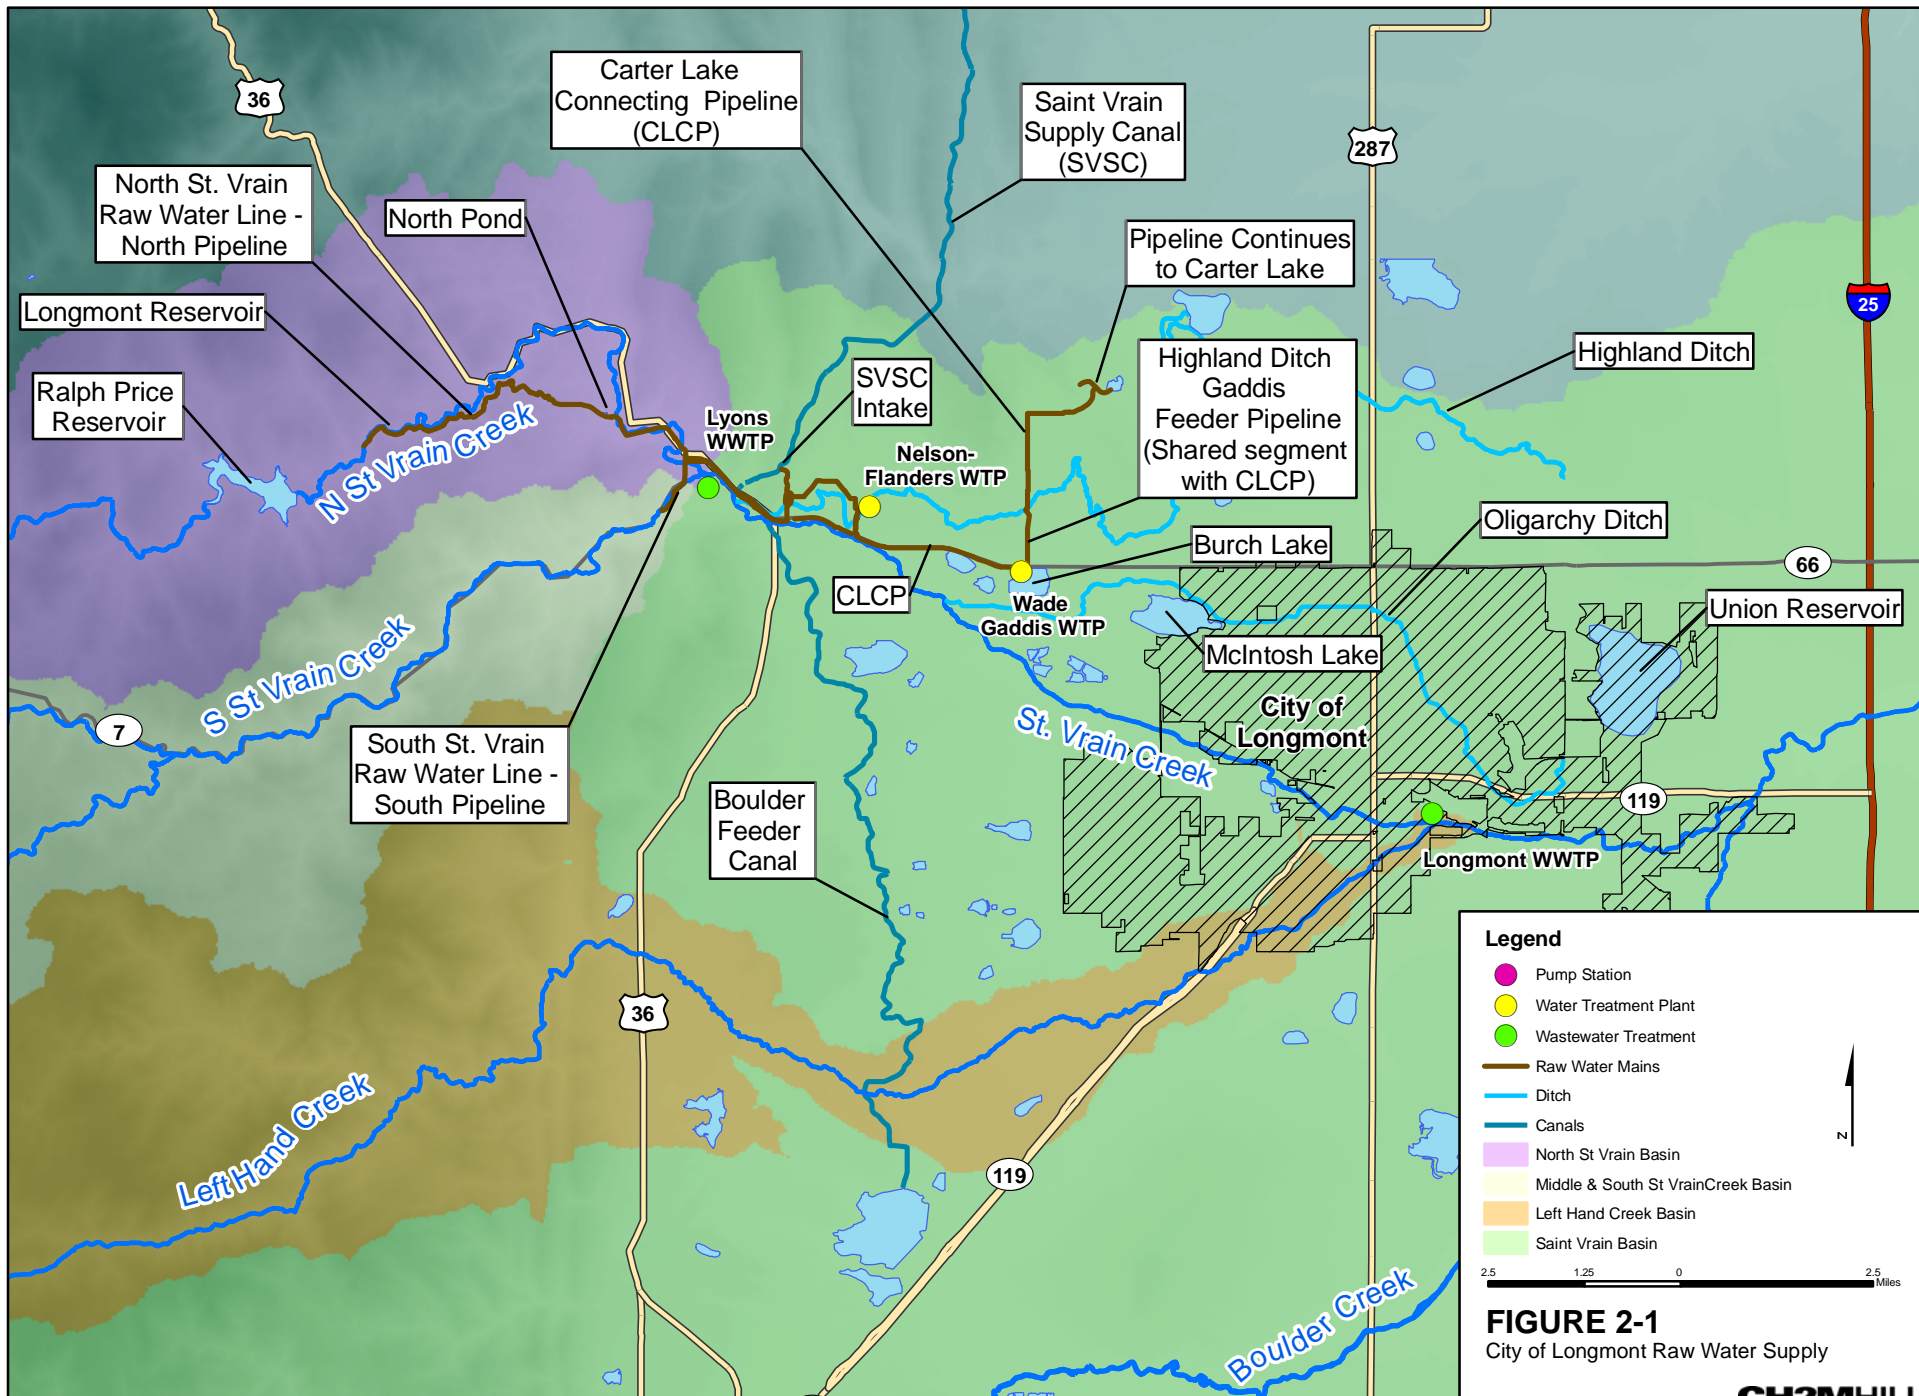 36
Carter Lake
Connecting Pipeline
(CLCP)
Saint Vrain
Supply Canal
(SVSC)
287
North St. Vrain
Raw Water Line -
North Pipeline
North Pond
Pipeline Continues
to Carter Lake
Longmont Reservoir
25
Ralph Price
Reservoir
SVSC
Intake
Highland Ditch
Gaddis
Feeder Pipeline
(Shared segment
with CLCP)
Highland Ditch
N St Vrain Creek
Lyons
WWTP
Nelson-
Flanders WTP
Oligarchy Ditch
Burch Lake
66
CLCP
Wade
Gaddis WTP
Union Reservoir
McIntosh Lake
S St Vrain Creek
7
St. Vrain Creek
City of
Longmont
South St. Vrain
Raw Water Line -
South Pipeline
Boulder
Feeder
Canal
119
Longmont WWTP
36
Left Hand Creek
119
Boulder Creek
Legend
Pump Station
Water Treatment Plant
Wastewater Treatment
Raw Water Mains
Ditch
Canals
North St Vrain Basin
Middle & South St VrainCreek Basin
Left Hand Creek Basin
Saint Vrain Basin
N
2.5 1.25 0 2.5
Miles
FIGURE 2-1
City of Longmont Raw Water Supply
CH2MHILL